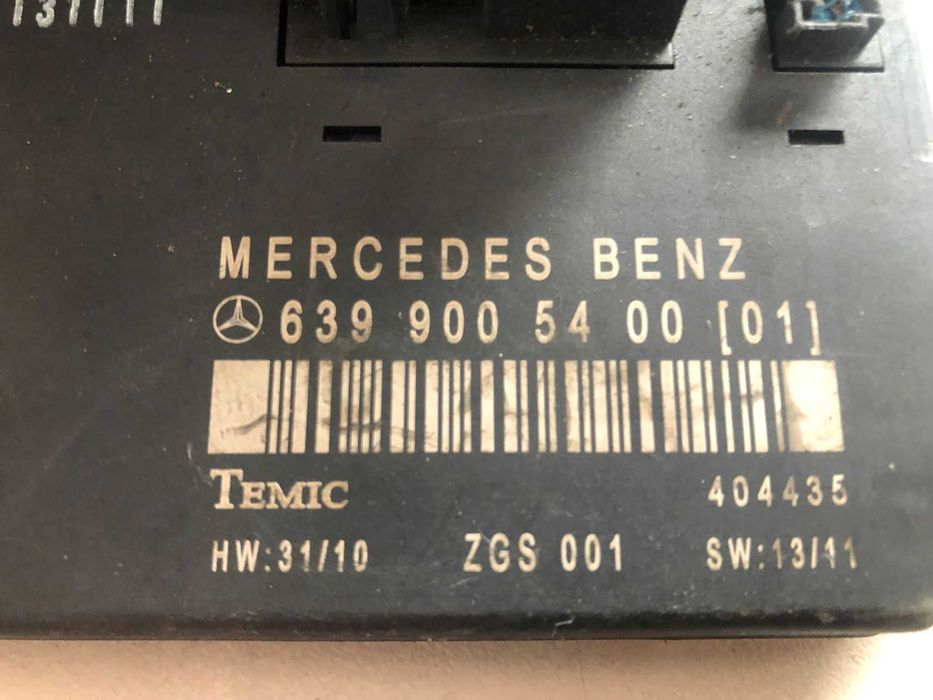 MERCEDES BENZ
639 900 54 00 [01]
TEMIC 404435
HW:31/10 ZGS 001 SW:13/11